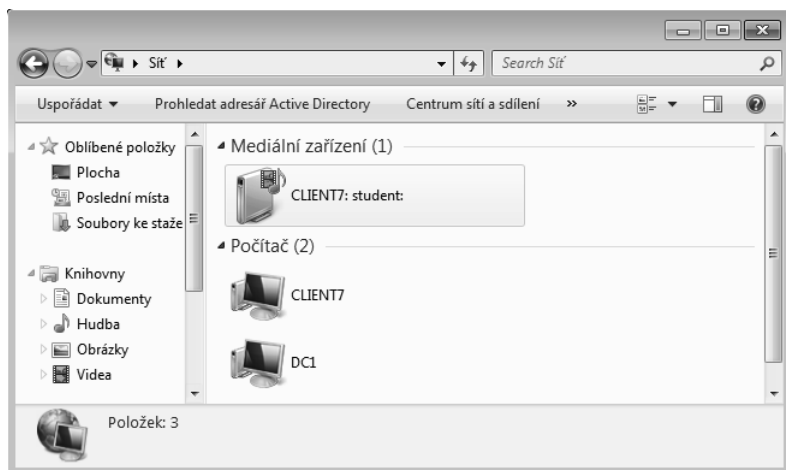 Síť
Search Síť
Uspořádat
Prohledat adresář Active Directory
Centrum sítí a sdílení
»
Oblíbené položky
Plocha
Poslední místa
Soubory ke staže
Knihovny
Dokumenty
Hudba
Obrázky
Videa
Mediální zařízení (1)
CLIENT7: student:
Počítač (2)
CLIENT7
DC1
Položek: 3